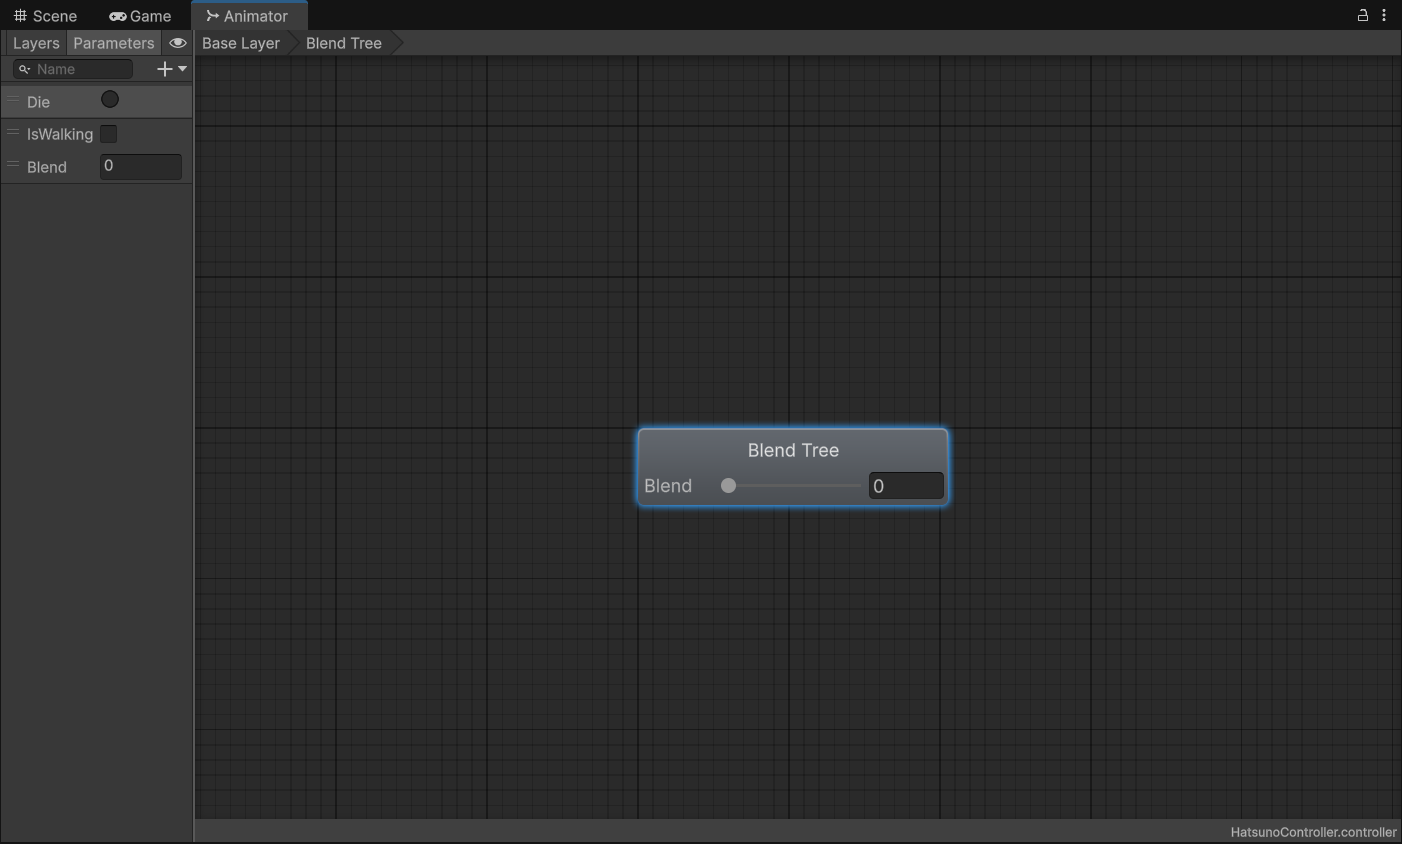 Scene Game Animator
Layers Parameters Base Layer Blend Tree
Name
Die
IsWalking
Blend 0
Blend Tree
Blend 0
HatsunoController.controller